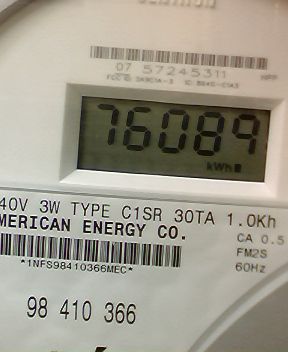 07 57245311
76089
kWh
40V 3W TYPE C1SR 30TA 1.0Kh
MERICAN ENERGY CO.
CA 0.5
FM2S
60Hz
*1NFS98410366MEC*
98 410 366